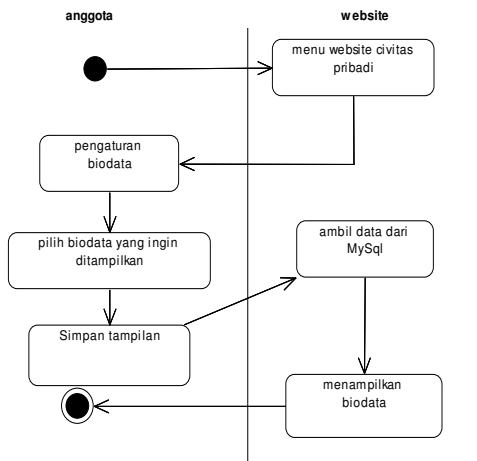 anggota
website
menu website civitas
pribadi
pengaturan
biodata
pilih biodata yang ingin
ditampilkan
ambil data dari
MySql
Simpan tampilan
menampilkan
biodata